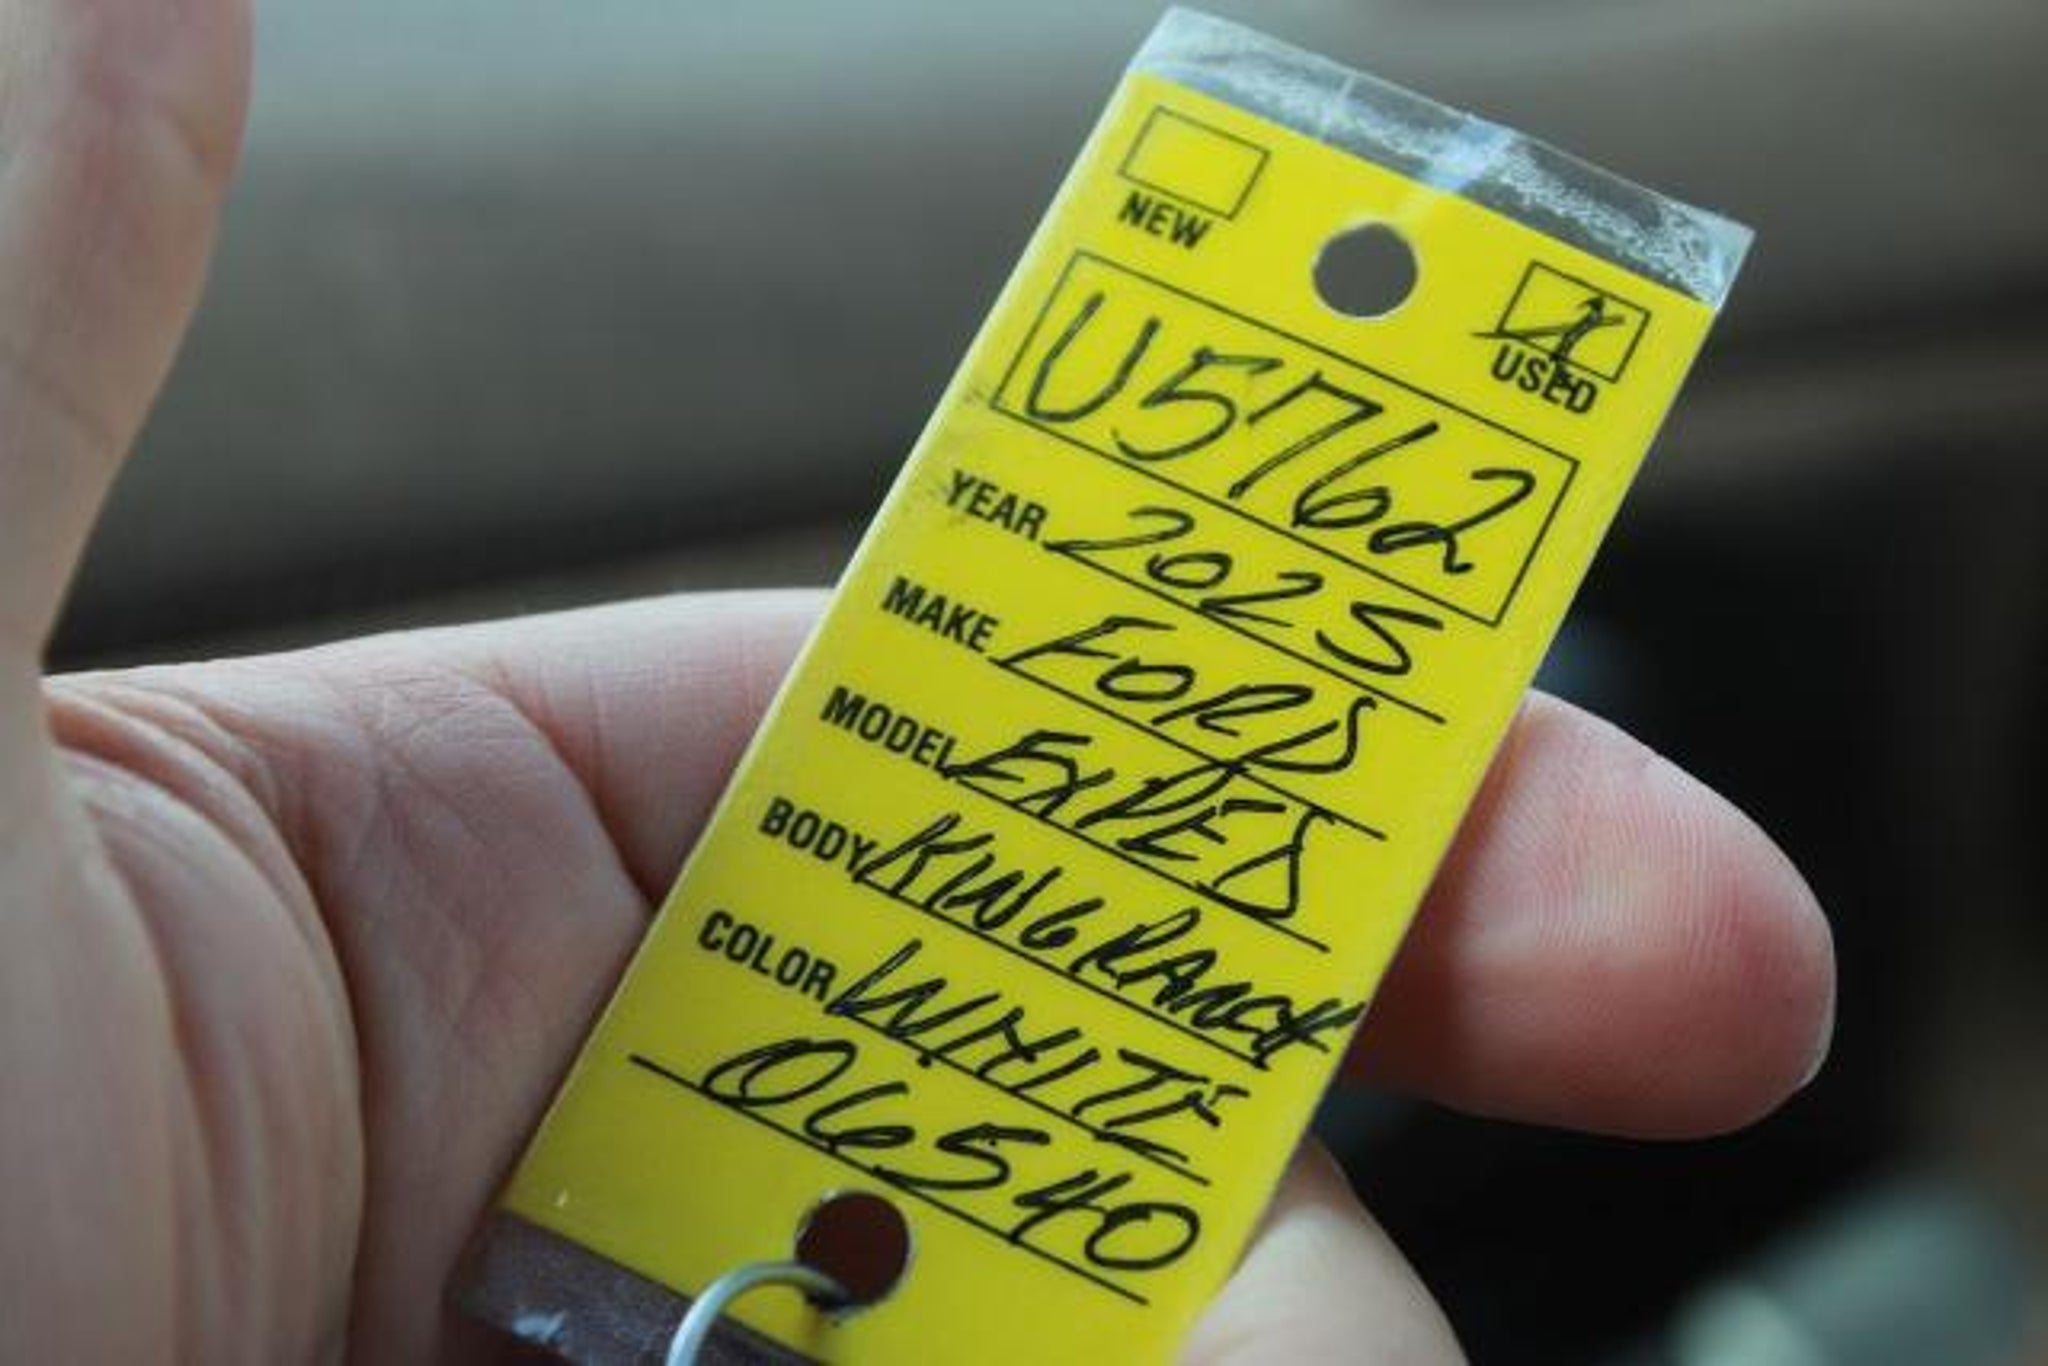 NEW
USED
U5762
YEAR 2025
MAKE FORD
MODEL EXPED
BODY KING RANCH
COLOR WHITE
06540